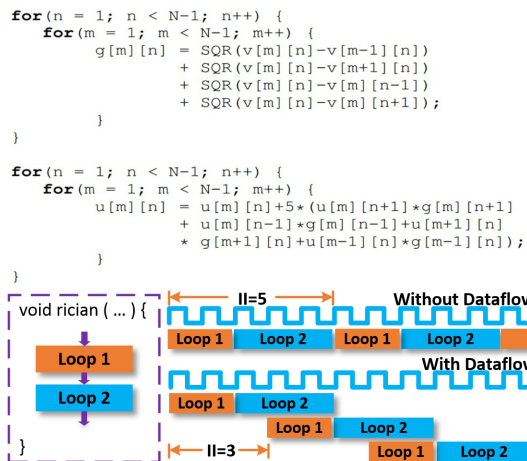 for(n = 1; n < N-1; n++) {
for(m = 1; m < N-1; m++) {
g[m][n] = SQR(v[m][n]-v[m-1][n])
+ SQR(v[m][n]-v[m+1][n])
+ SQR(v[m][n]-v[m][n-1])
+ SQR(v[m][n]-v[m][n+1]);
}
}
for(n = 1; n < N-1; n++) {
for(m = 1; m < N-1; m++) {
u[m][n] = u[m][n]+5*(u[m][n+1]*g[m][n+1]
+ u[m][n-1]*g[m][n-1]+u[m+1][n]
* g[m+1][n]+u[m-1][n]*g[m-1][n]);
}
}
void rician ( ... ) {
Loop 1
Loop 2
}
II=5
Without Dataflow
Loop 1 Loop 2 Loop 1 Loop 2
With Dataflow
Loop 1 Loop 2
Loop 1 Loop 2
II=3 Loop 1 Loop 2